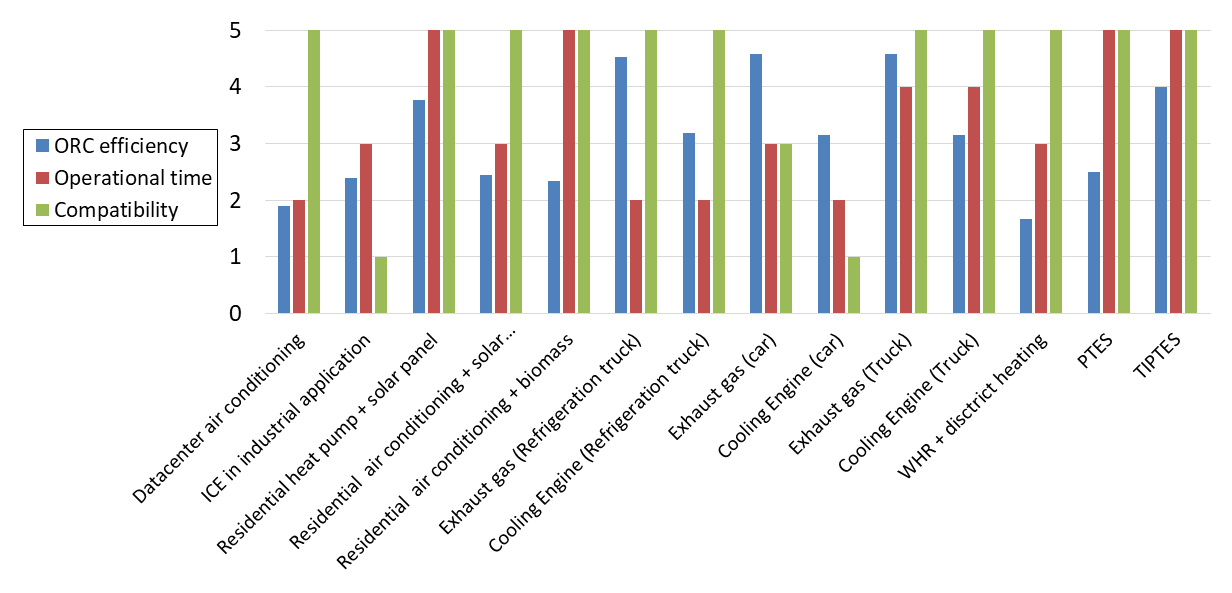 5
4
3
2
1
0
ORC efficiency
Operational time
Compatibility
Datacenter air conditioning
ICE in industrial application
Residential heat pump + solar panel
Residential  air conditioning + solar...
Residential  air conditioning + biomass
Exhaust gas (Refrigeration truck)
Cooling Engine (Refrigeration truck)
Exhaust gas (car)
Cooling Engine (car)
Exhaust gas (Truck)
Cooling Engine (Truck)
WHR + disctrict heating
PTES
TIPTES